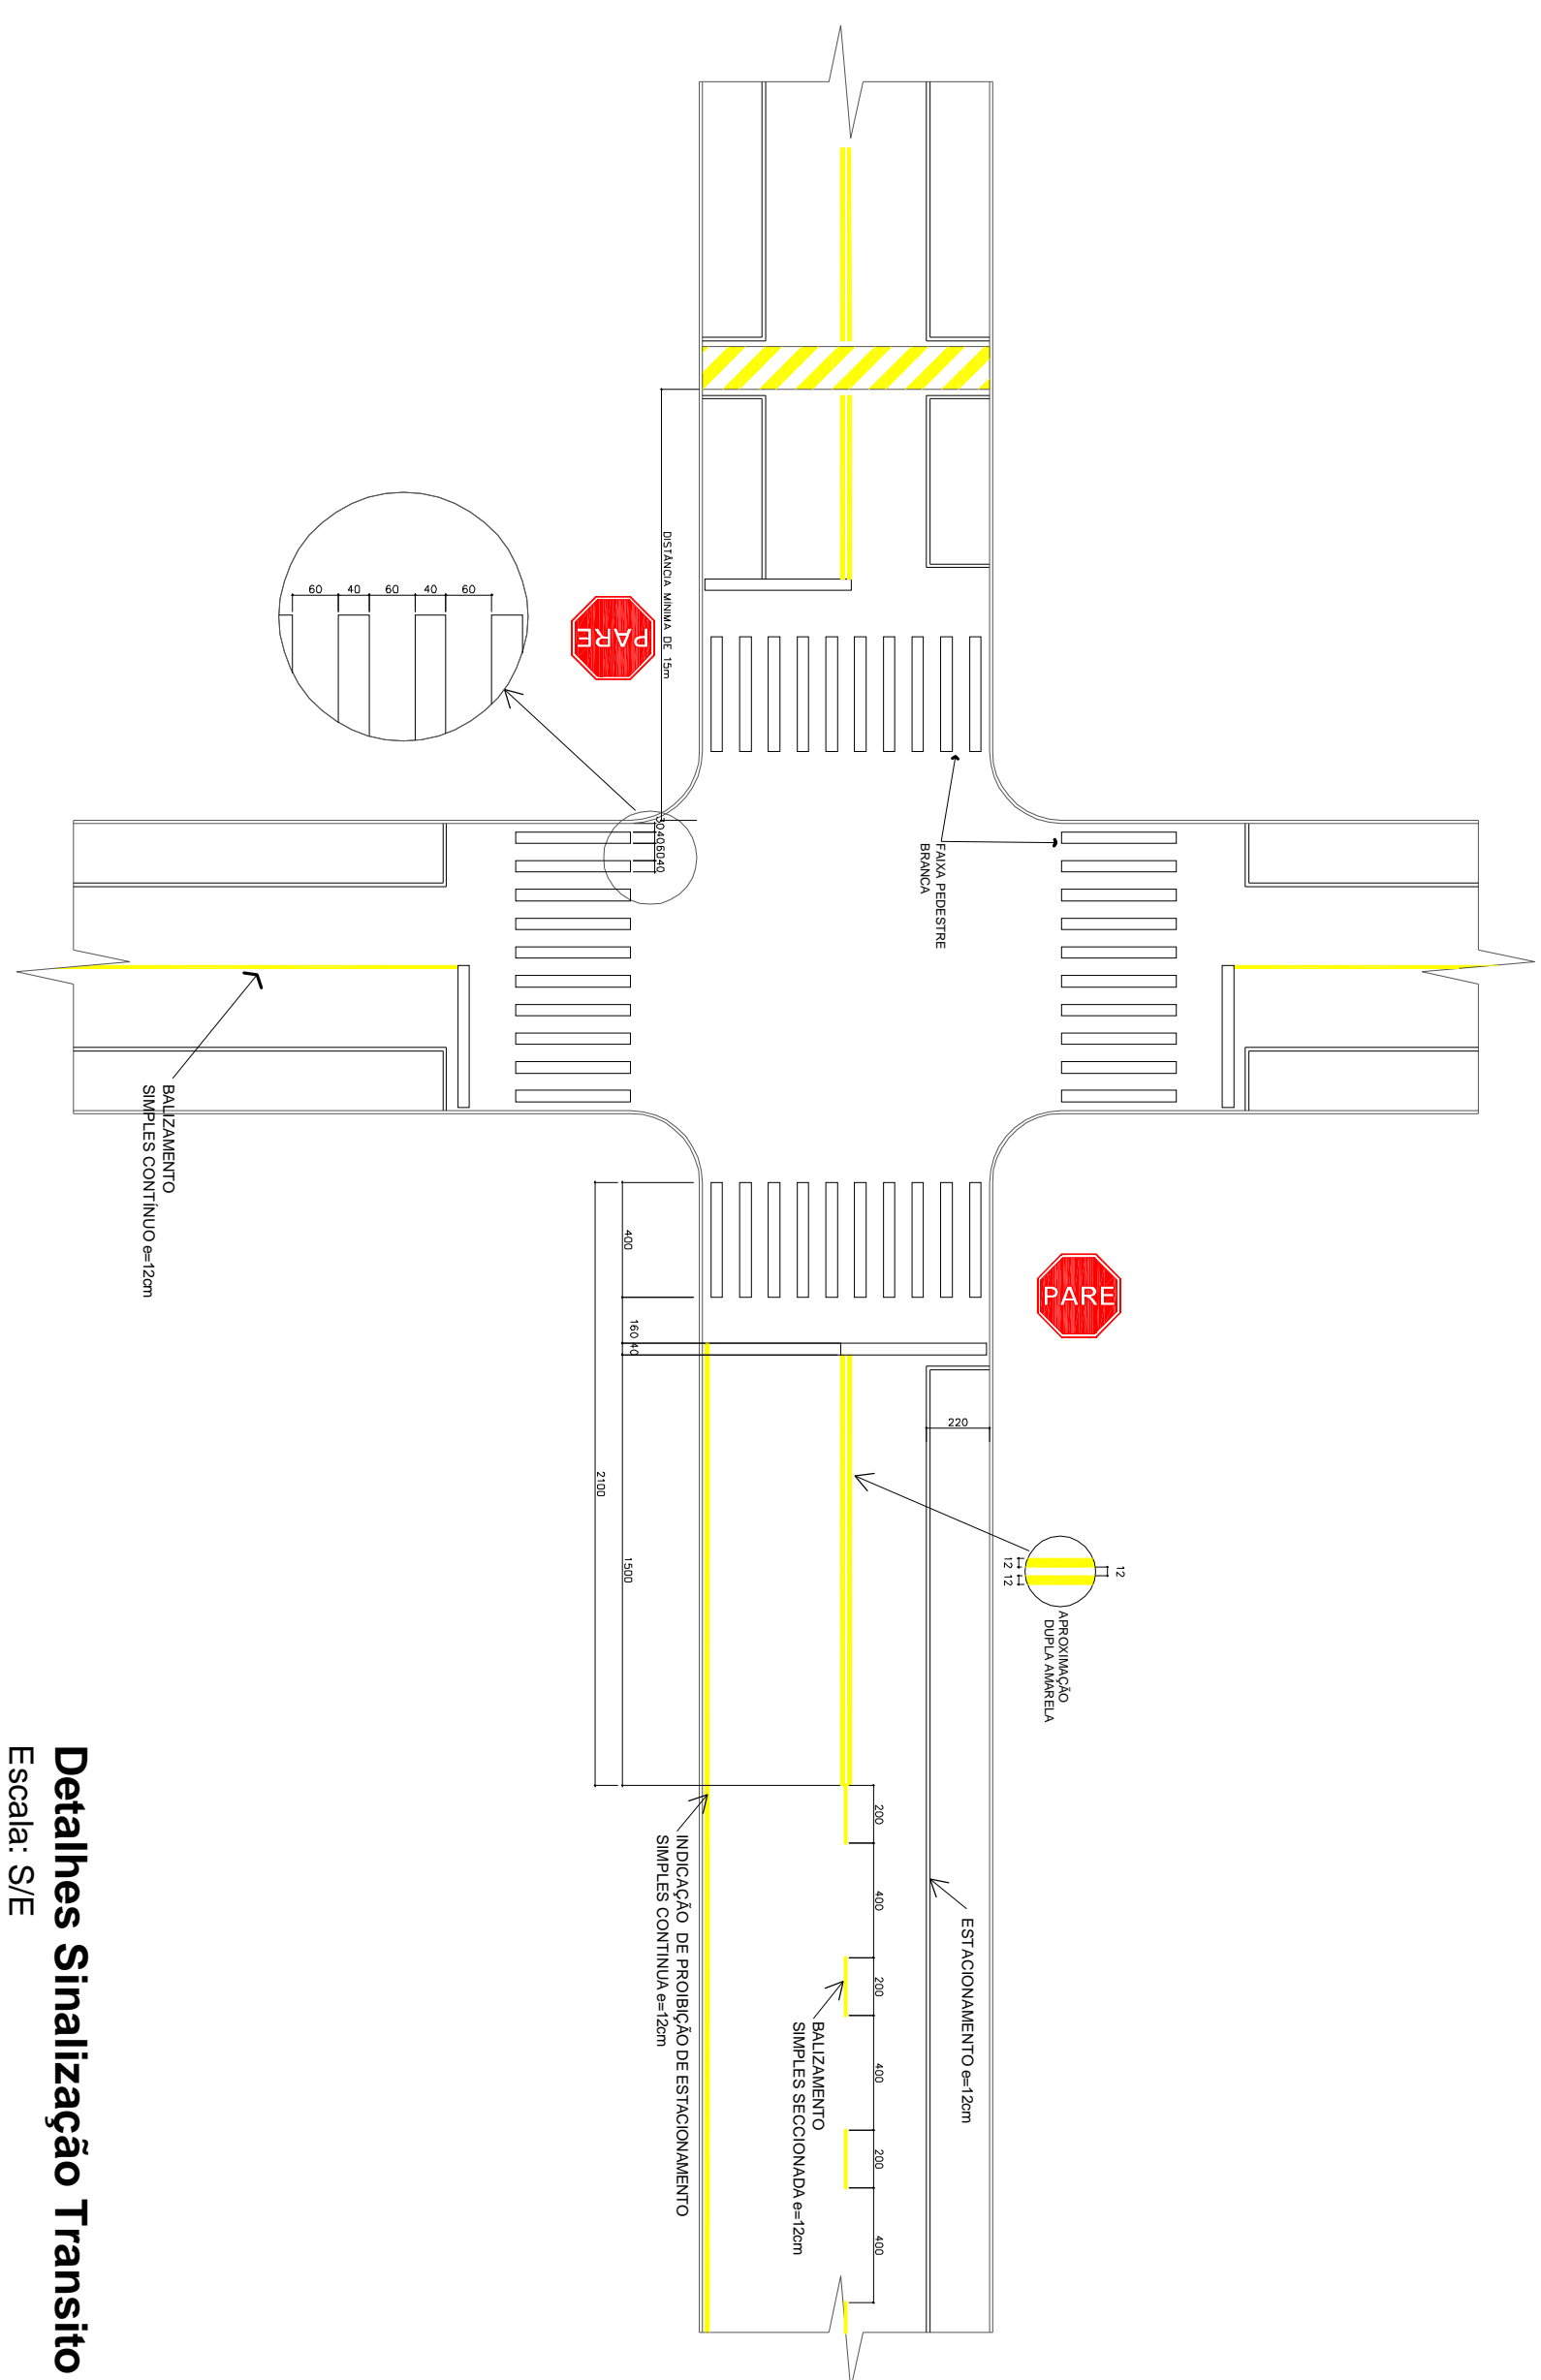 DISTÂNCIA MÍNIMA DE 15m
60 40 60 40 60
PARE
30406040
FAIXA PEDESTRE
BRANCA
BALIZAMENTO
SIMPLES CONTÍNUO e=12cm
400
160 40
1500
2100
PARE
220
12
12 12
APROXIMAÇÃO
DUPLA AMARELA
200
400
200
400
200
400
ESTACIONAMENTO e=12cm
BALIZAMENTO
SIMPLES SECCIONADA e=12cm
INDICAÇÃO DE PROIBIÇÃO DE ESTACIONAMENTO
SIMPLES CONTINUA e=12cm
Detalhes Sinalização Transito
Escala: S/E